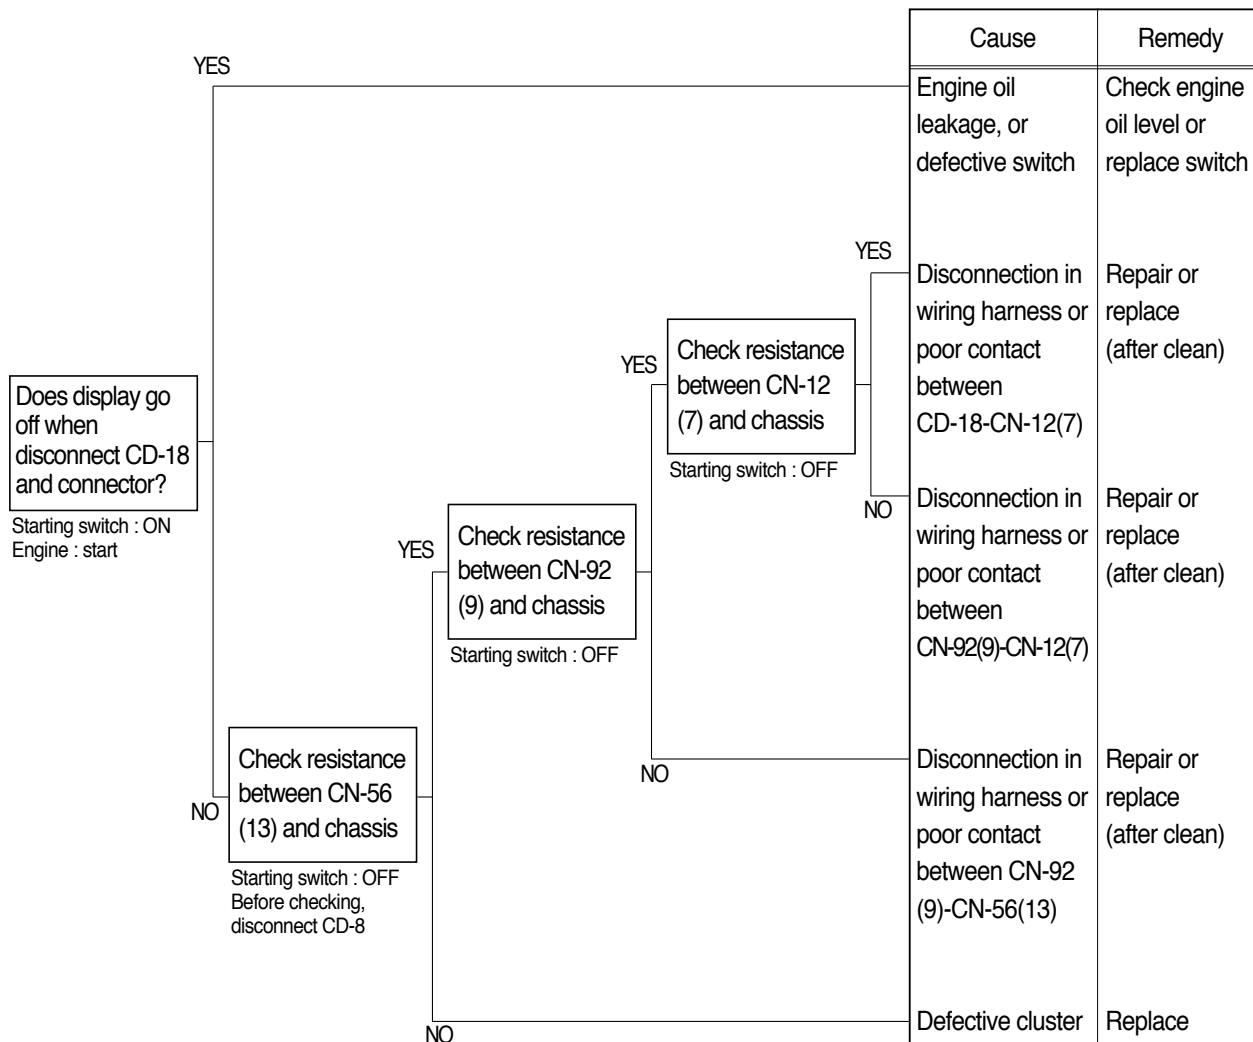 Cause
Remedy
YES
Engine oil
leakage, or
defective switch
Check engine
oil level or
replace switch
YES
Disconnection in
wiring harness or
poor contact
between
CD-18-CN-12(7)
Repair or
replace
(after clean)
YES
Check resistance
between CN-12
(7) and chassis
Starting switch : OFF
NO
Does display go
off when
disconnect CD-18
and connector?
Starting switch : ON
Engine : start
Disconnection in
wiring harness or
poor contact
between
CN-92(9)-CN-12(7)
Repair or
replace
(after clean)
YES
Check resistance
between CN-92
(9) and chassis
Starting switch : OFF
NO
Disconnection in
wiring harness or
poor contact
between CN-92
(9)-CN-56(13)
Repair or
replace
(after clean)
NO
Check resistance
between CN-56
(13) and chassis
Starting switch : OFF
Before checking,
disconnect CD-8
NO
Defective cluster
Replace